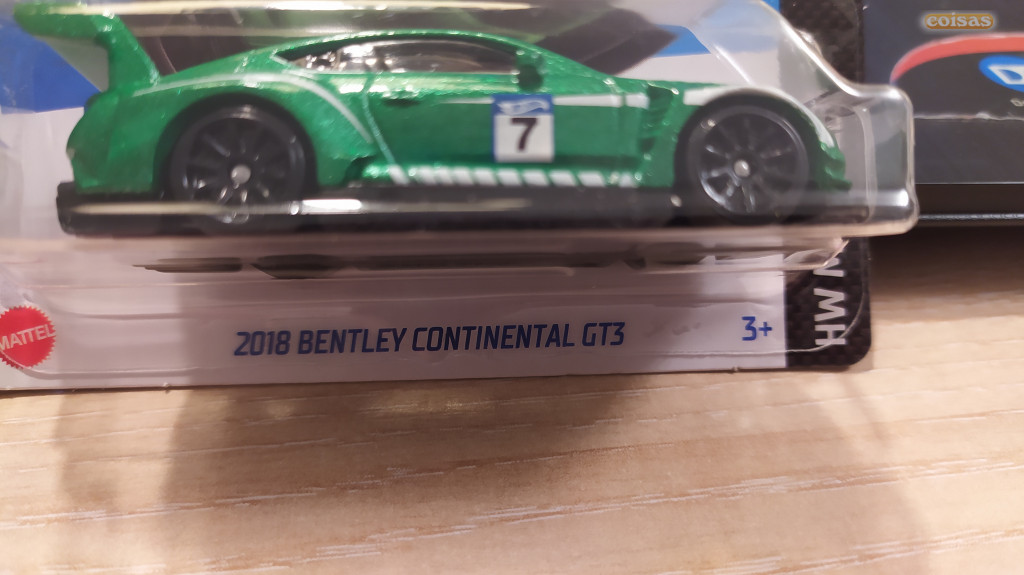 coisas
7
MATTEL
2018 BENTLEY CONTINENTAL GT3
3+
HW